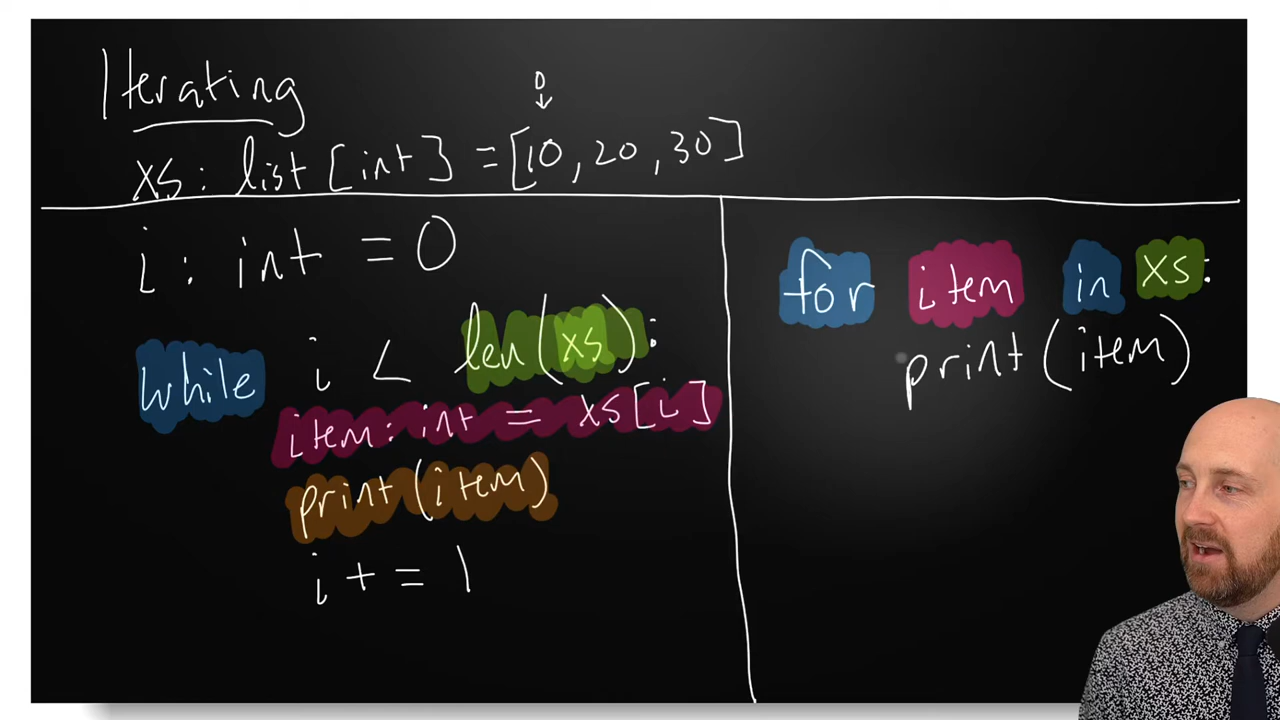 Iterating
0
xs: list[int] = [10, 20, 30]
i: int = 0
while i < len(xs):
item: int = xs[i]
print(item)
i += 1
for item in xs:
print(item)